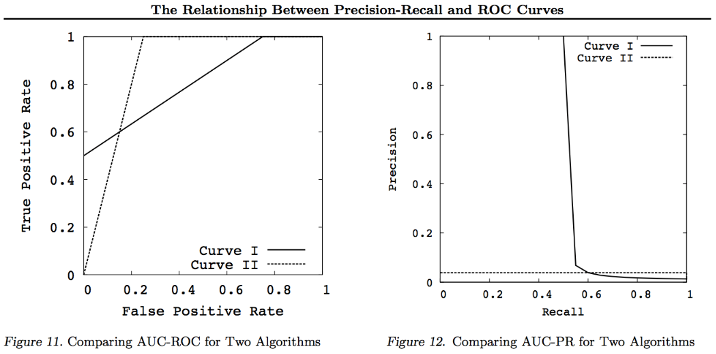 The Relationship Between Precision-Recall and ROC Curves
1
0.8
0.6
0.4
0.2
0
True Positive Rate
Curve I
Curve II
0 0.2 0.4 0.6 0.8 1
False Positive Rate
Figure 11. Comparing AUC-ROC for Two Algorithms
1
0.8
0.6
0.4
0.2
0
Precision
Curve I
Curve II
0 0.2 0.4 0.6 0.8 1
Recall
Figure 12. Comparing AUC-PR for Two Algorithms